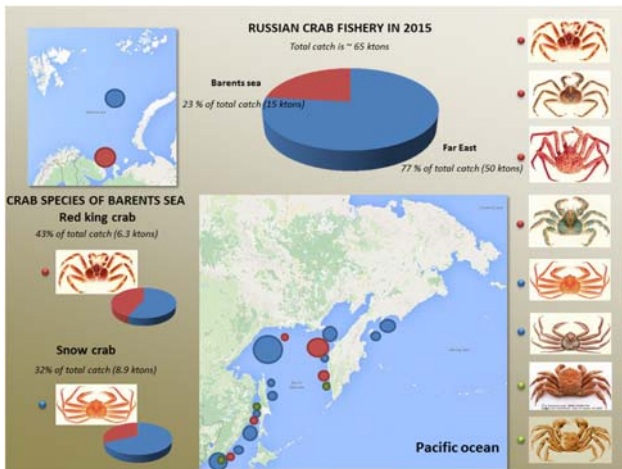 RUSSIAN CRAB FISHERY IN 2015
Total catch is ~ 65 ktons
Barents sea
23 % of total catch (15 ktons)
Far East
77 % of total catch (50 ktons)
CRAB SPECIES OF BARENTS SEA
Red king crab
43% of total catch (6.3 ktons)
Snow crab
32% of total catch (8.9 ktons)
Pacific ocean